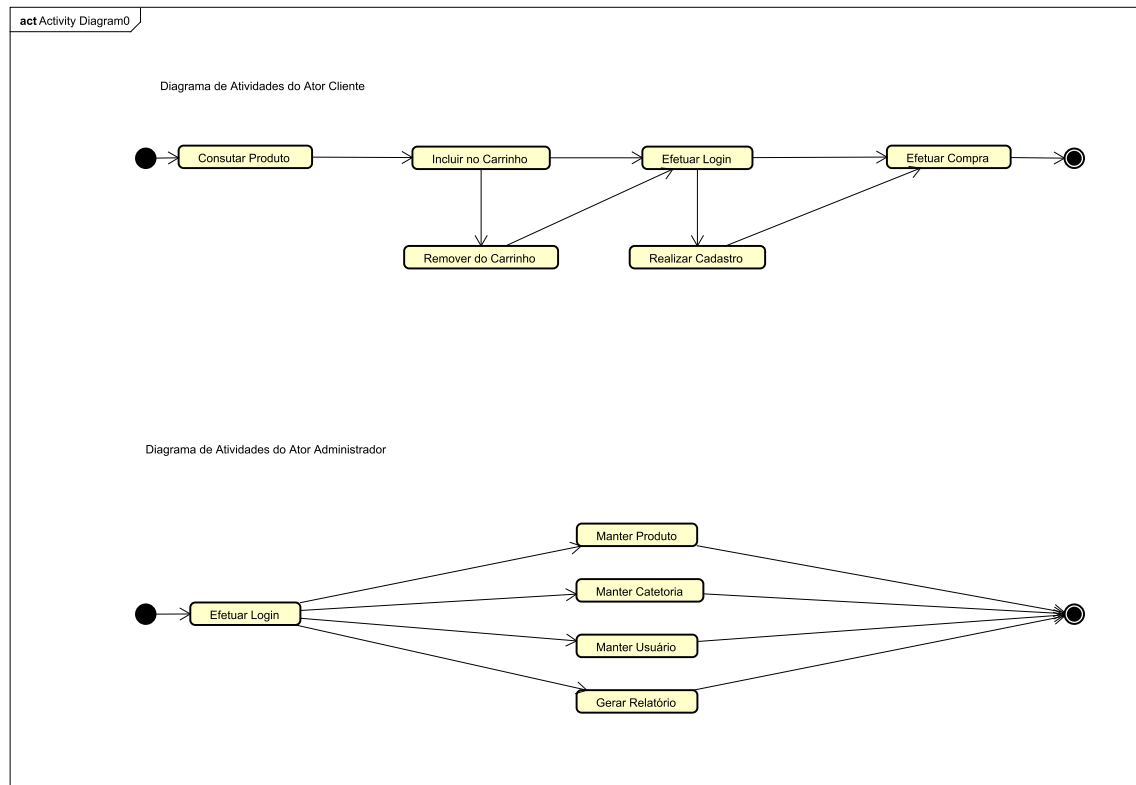 act Activity Diagram0
Diagrama de Atividades do Ator Cliente
Consutar Produto
Incluir no Carrinho
Efetuar Login
Efetuar Compra
Remover do Carrinho
Realizar Cadastro
Diagrama de Atividades do Ator Administrador
Manter Produto
Manter Catetoria
Efetuar Login
Manter Usuário
Gerar Relatório